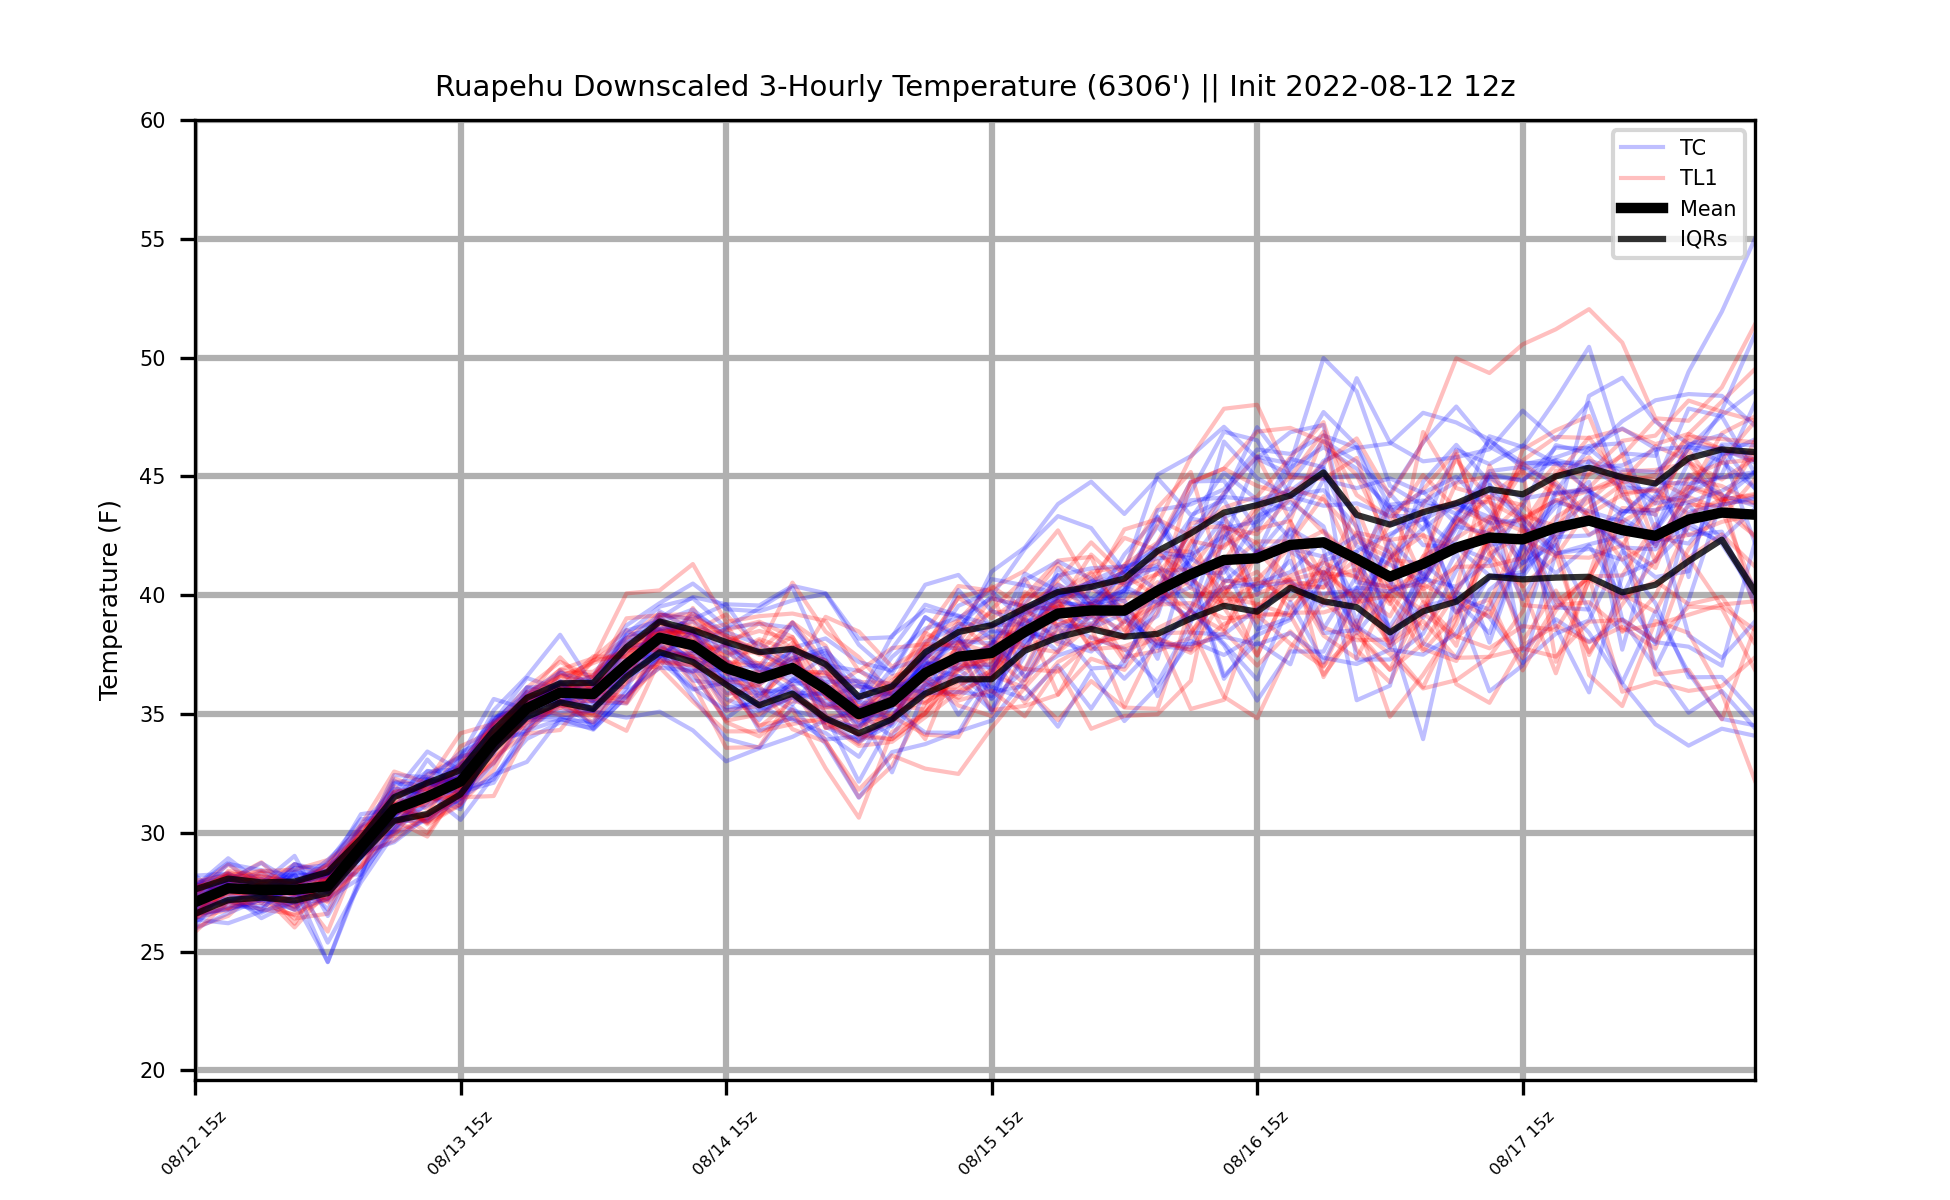 Ruapehu Downscaled 3-Hourly Temperature (6306') || Init 2022-08-12 12z
TC
TL1
Mean
IQRs
Temperature (F)
60
55
50
45
40
35
30
25
20
08/12 15z
08/13 15z
08/14 15z
08/15 15z
08/16 15z
08/17 15z